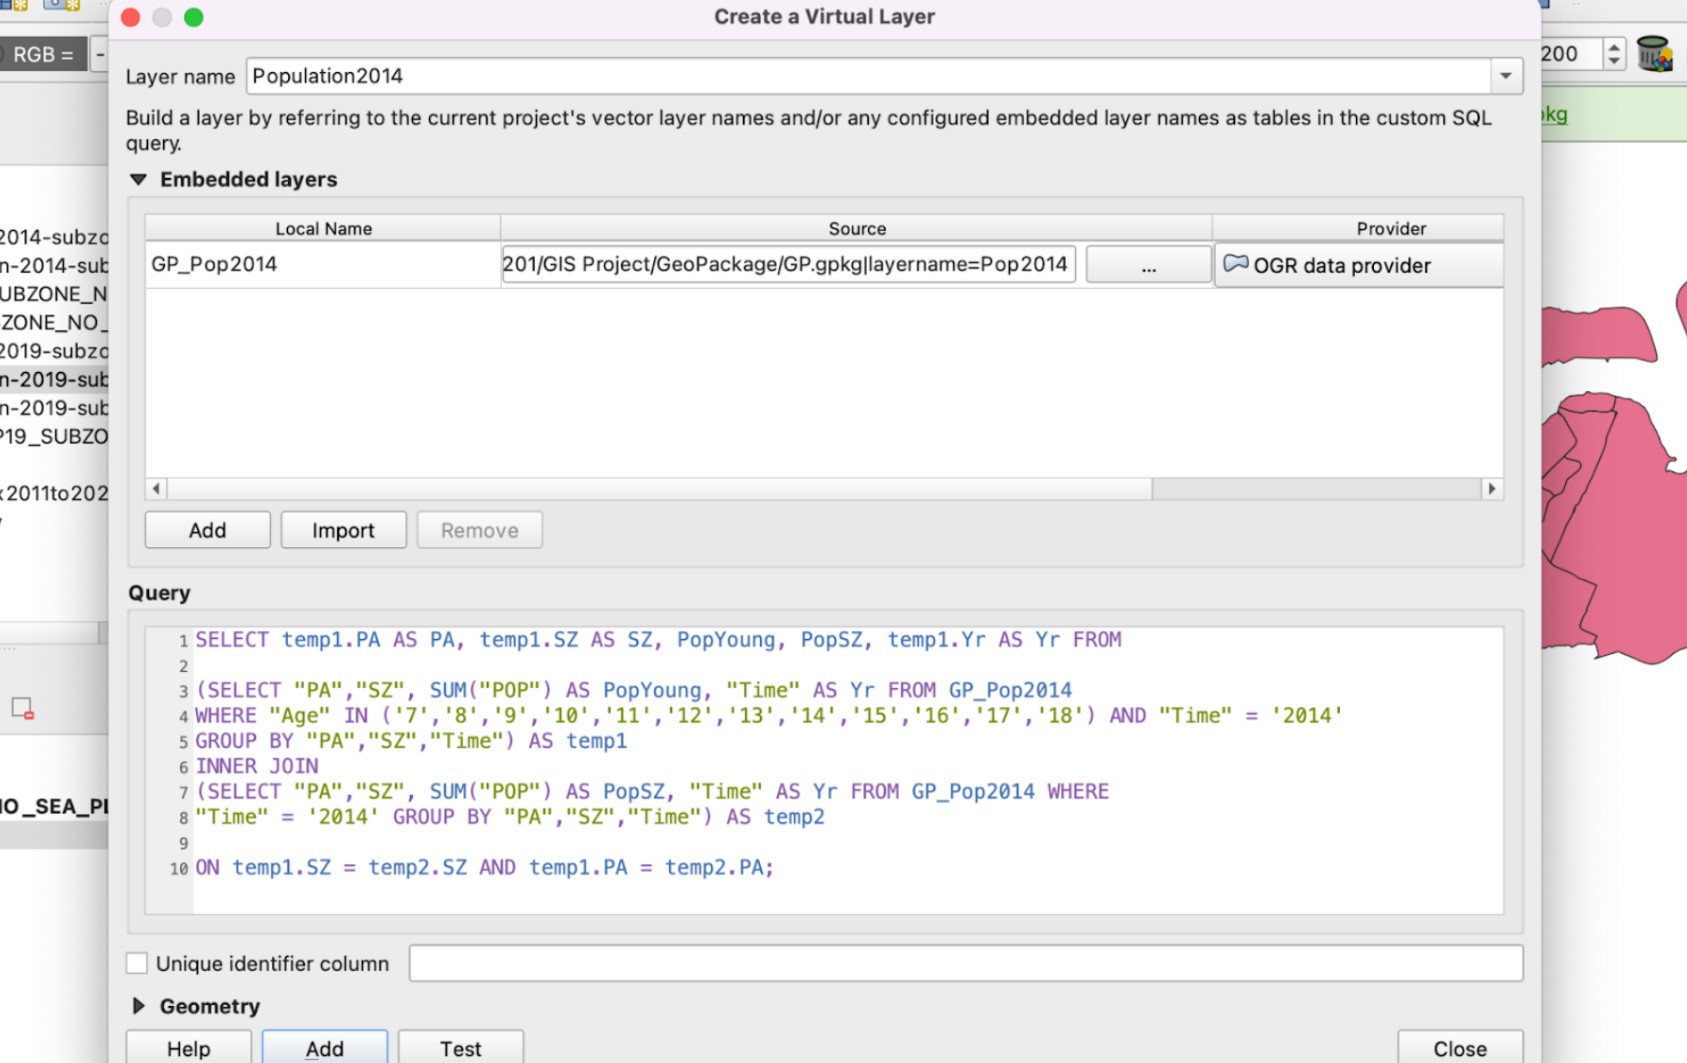 Create a Virtual Layer
RGB =
200
Layer name
Population2014
Build a layer by referring to the current project's vector layer names and/or any configured embedded layer names as tables in the custom SQL
query.
kg
Embedded layers
Local Name
Source
Provider
GP_Pop2014
201/GIS Project/GeoPackage/GP.gpkg|layername=Pop2014
...
OGR data provider
2014-subzo
n-2014-sub
UBZONE_N
ZONE_NO_
2019-subzo
n-2019-sub
n-2019-sub
P19_SUBZO
2011to202
Add
Import
Remove
Query
1 SELECT temp1.PA AS PA, temp1.SZ AS SZ, PopYoung, PopSZ, temp1.Yr AS Yr FROM
2
3 (SELECT "PA","SZ", SUM("POP") AS PopYoung, "Time" AS Yr FROM GP_Pop2014
4 WHERE "Age" IN ('7','8','9','10','11','12','13','14','15','16','17','18') AND "Time" = '2014'
5 GROUP BY "PA","SZ","Time") AS temp1
6 INNER JOIN
7 (SELECT "PA","SZ", SUM("POP") AS PopSZ, "Time" AS Yr FROM GP_Pop2014 WHERE
8 "Time" = '2014' GROUP BY "PA","SZ","Time") AS temp2
9
10 ON temp1.SZ = temp2.SZ AND temp1.PA = temp2.PA;
IO_SEA_PL
Unique identifier column
Geometry
Help
Add
Test
Close